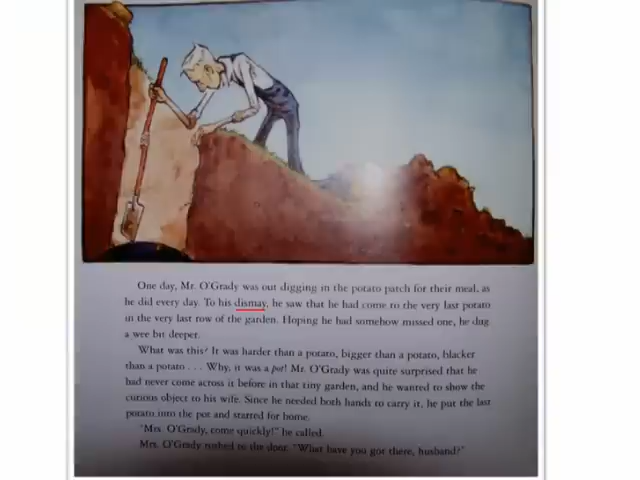 One day, Mr. O'Grady was out digging in the potato patch for their meal, as
he did every day. To his dismay, he saw that he had come to the very last potato
in the very last row of the garden. Hoping he had somehow missed one, he dug
a wee bit deeper.
What was this? It was harder than a potato, bigger than a potato, blacker
than a potato . . . Why, it was a pot! Mr. O'Grady was quite surprised that he
had never come across it before in that tiny garden, and he wanted to show the
curious object to his wife. Since he needed both hands to carry it, he put the last
potato into the pot and started for home.
"Mrs. O'Grady, come quickly!" he called.
Mrs. O'Grady rushed to the door. "What have you got there, husband?"